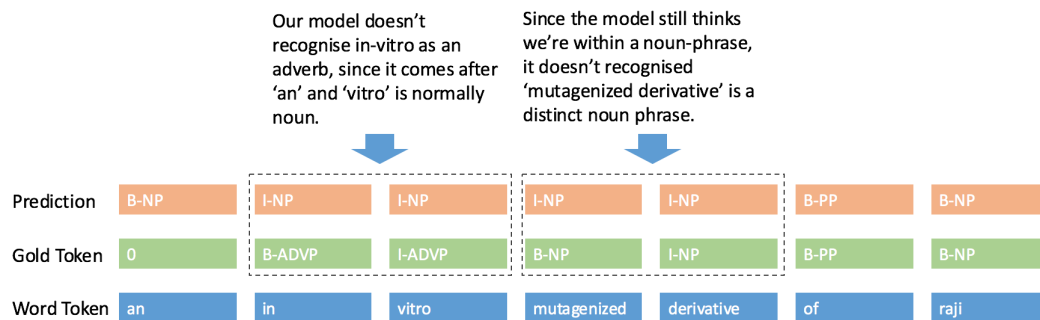 Our model doesn't
recognise in-vitro as an
adverb, since it comes after
'an' and 'vitro' is normally
noun.
Since the model still thinks
we're within a noun-phrase,
it doesn't recognised
'mutagenized derivative' is a
distinct noun phrase.
Prediction B-NP I-NP I-NP I-NP I-NP B-PP B-NP
Gold Token 0 B-ADVP I-ADVP B-NP I-NP B-PP B-NP
Word Token an in vitro mutagenized derivative of raji